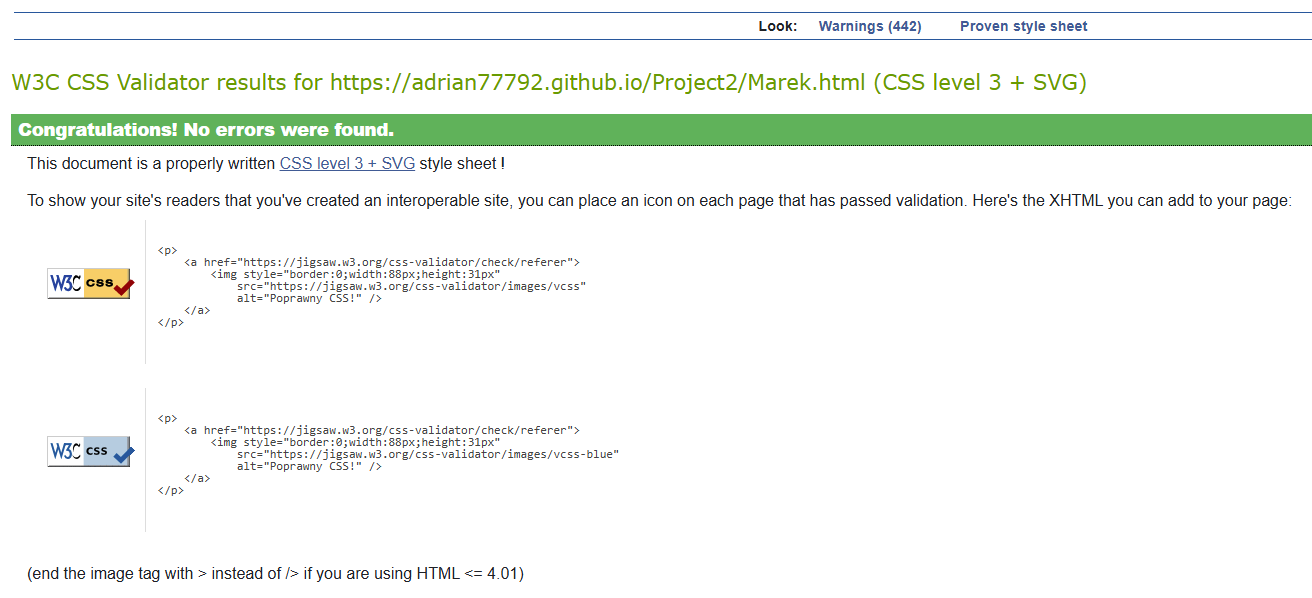 Look: Warnings (442) Proven style sheet
W3C CSS Validator results for https://adrian77792.github.io/Project2/Marek.html (CSS level 3 + SVG)
Congratulations! No errors were found.
This document is a properly written CSS level 3 + SVG style sheet !
To show your site's readers that you've created an interoperable site, you can place an icon on each page that has passed validation. Here's the XHTML you can add to your page:
<p>
<a href="https://jigsaw.w3.org/css-validator/check/referer">
<img style="border:0;width:88px;height:31px"
W3C css
src="https://jigsaw.w3.org/css-validator/images/vcss"
alt="Poprawny CSS!" />
</a>
</p>
<p>
<a href="https://jigsaw.w3.org/css-validator/check/referer">
<img style="border:0;width:88px;height:31px"
W3C css
src="https://jigsaw.w3.org/css-validator/images/vcss-blue"
alt="Poprawny CSS!" />
</a>
</p>
(end the image tag with > instead of /> if you are using HTML <= 4.01)